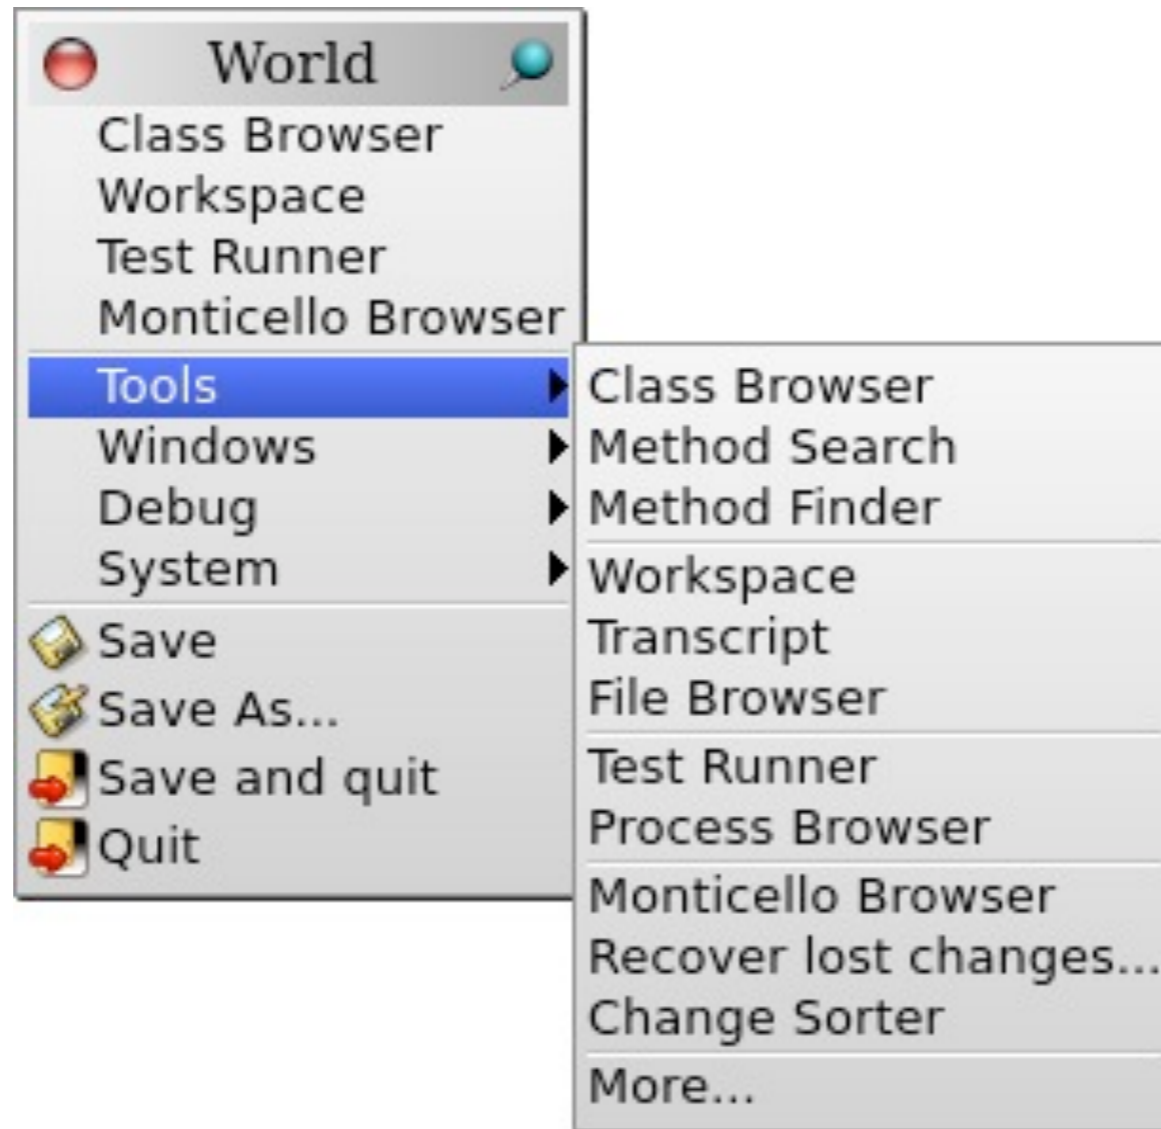 World
Class Browser
Workspace
Test Runner
Monticello Browser
Tools
Windows
Debug
System
Save
Save As...
Save and quit
Quit
Class Browser
Method Search
Method Finder
Workspace
Transcript
File Browser
Test Runner
Process Browser
Monticello Browser
Recover lost changes...
Change Sorter
More...